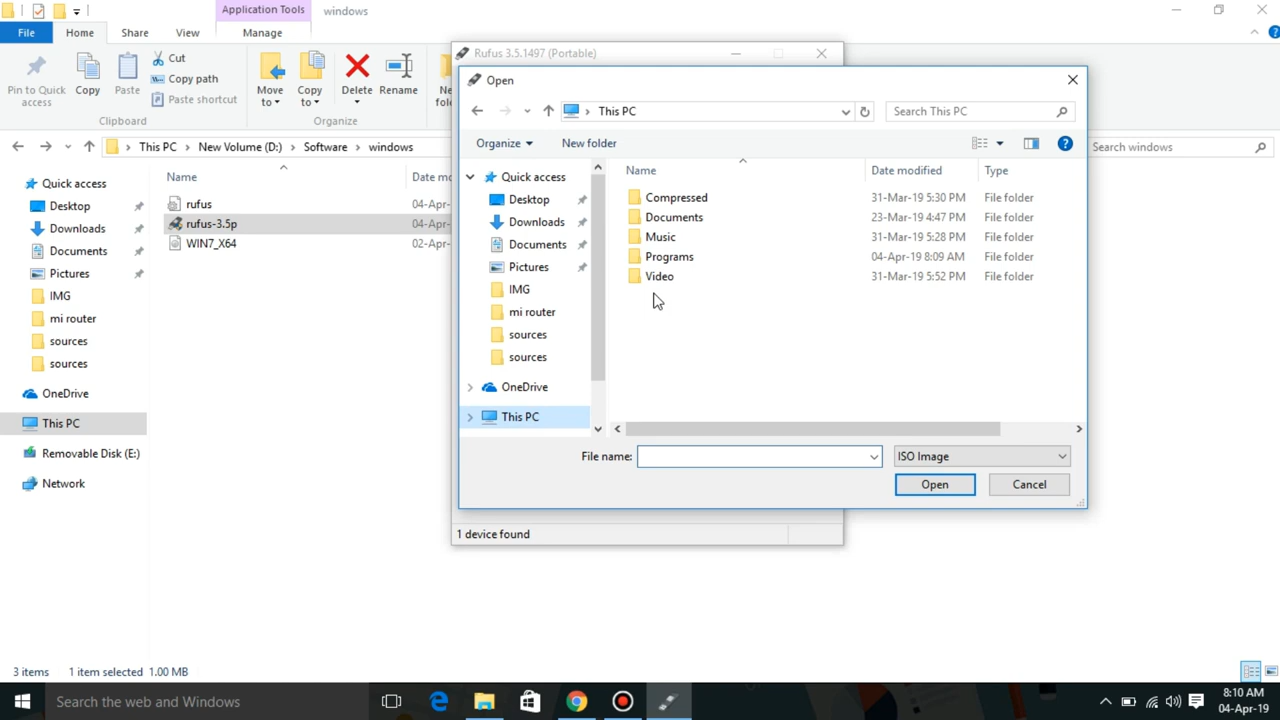 Application Tools
windows
File
Home
Share
View
Manage
Pin to Quick access
Copy
Paste
Cut
Copy path
Paste shortcut
Clipboard
Move to
Copy to
Delete
Rename
Organize
This PC
New Volume (D:)
Software
windows
Search windows
Quick access
Desktop
Downloads
Documents
Pictures
IMG
mi router
sources
sources
OneDrive
This PC
Removable Disk (E:)
Network
Name
rufus
04-Apr-
rufus-3.5p
04-Apr-
WIN7_X64
02-Apr-
Rufus 3.5.1497 (Portable)
Open
This PC
Search This PC
Organize
New folder
Quick access
Desktop
Downloads
Documents
Pictures
IMG
mi router
sources
sources
OneDrive
This PC
Name
Date modified
Type
Compressed
31-Mar-19 5:30 PM
File folder
Documents
23-Mar-19 4:47 PM
File folder
Music
31-Mar-19 5:28 PM
File folder
Programs
04-Apr-19 8:09 AM
File folder
Video
31-Mar-19 5:52 PM
File folder
File name:
ISO Image
Open
Cancel
1 device found
3 items
1 item selected 1.00 MB
Search the web and Windows
8:10 AM
04-Apr-19